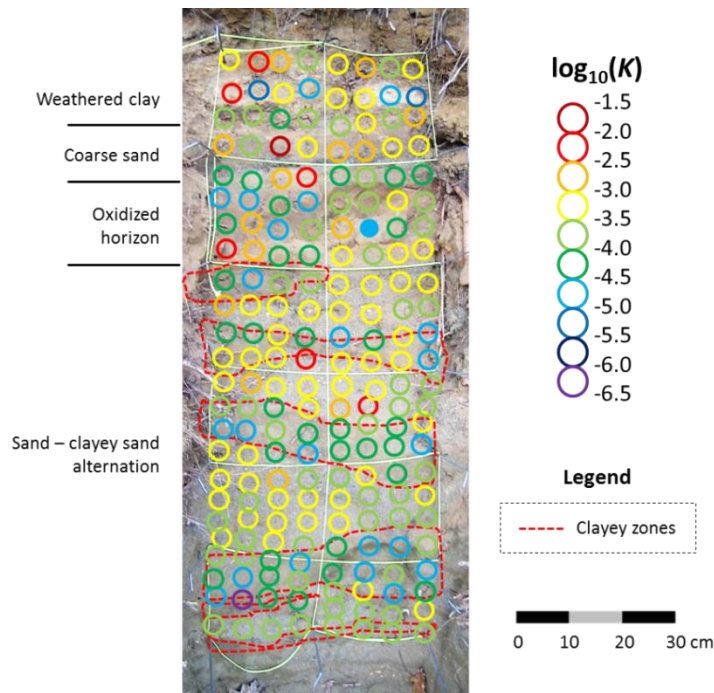 Weathered clay
Coarse sand
Oxidized
horizon
Sand – clayey sand
alternation
log₁₀(K)
-1.5
-2.0
-2.5
-3.0
-3.5
-4.0
-4.5
-5.0
-5.5
-6.0
-6.5
Legend
Clayey zones
0 10 20 30 cm